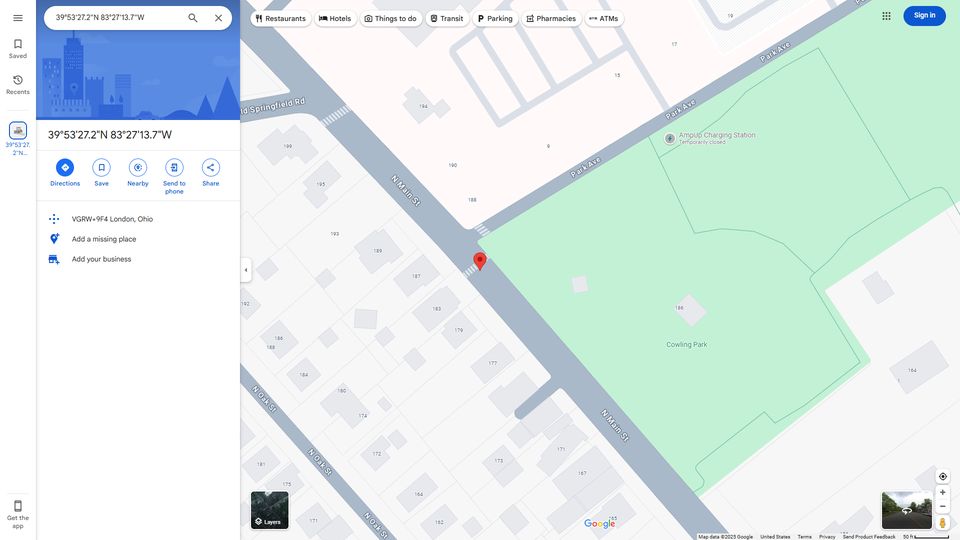 39°53'27.2"N 83°27'13.7"W
Restaurants
Hotels
Things to do
Transit
Parking
Pharmacies
ATMs
Sign in
Saved
Recents
39°53'27.
2"N...
39°53'27.2"N 83°27'13.7"W
Directions
Save
Nearby
Send to
phone
Share
VGRW+9F4 London, Ohio
Add a missing place
Add your business
Get the
app
19
17
15
9
194
190
188
199
195
193
189
187
183
179
177
186
188
184
180
174
172
181
175
171
164
162
173
171
167
165
186
164
Old Springfield Rd
N Main St
Park Ave
Park Ave
Park Ave
AmpUp Charging Station
Temporarily closed
Cowling Park
N Main St
N Oak St
N Oak St
N Oak St
Layers
Google
Map data ©2025 Google
United States
Terms
Privacy
Send Product Feedback
50 ft